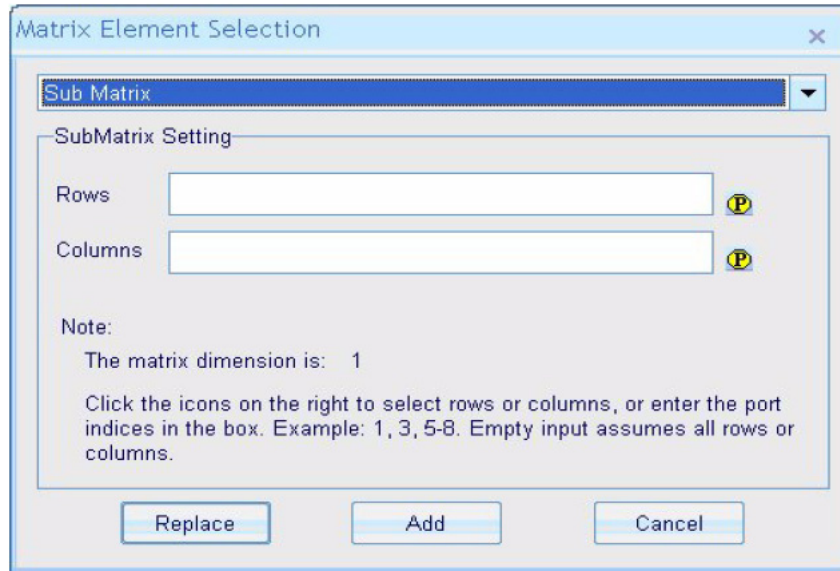 Matrix Element Selection
Sub Matrix
SubMatrix Setting
Rows
P
Columns
P
Note:
The matrix dimension is: 1
Click the icons on the right to select rows or columns, or enter the port
indices in the box. Example: 1, 3, 5-8. Empty input assumes all rows or
columns.
Replace Add Cancel